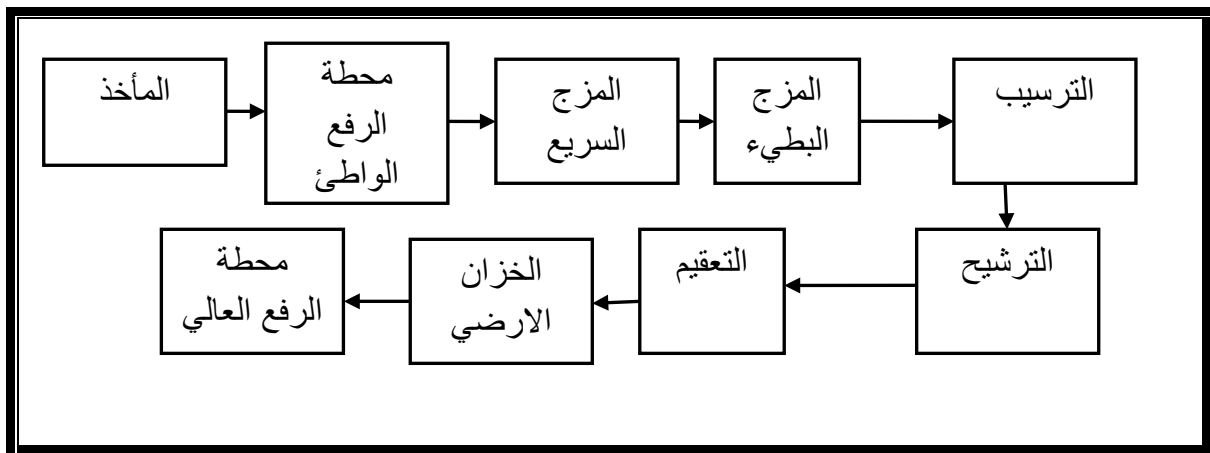 المأخذ
محطة
الرفع
الواطئ
المزج
السريع
المزج
البطيء
الترسيب
الترشيح
التعقيم
الخزان
الارضي
محطة
الرفع العالي